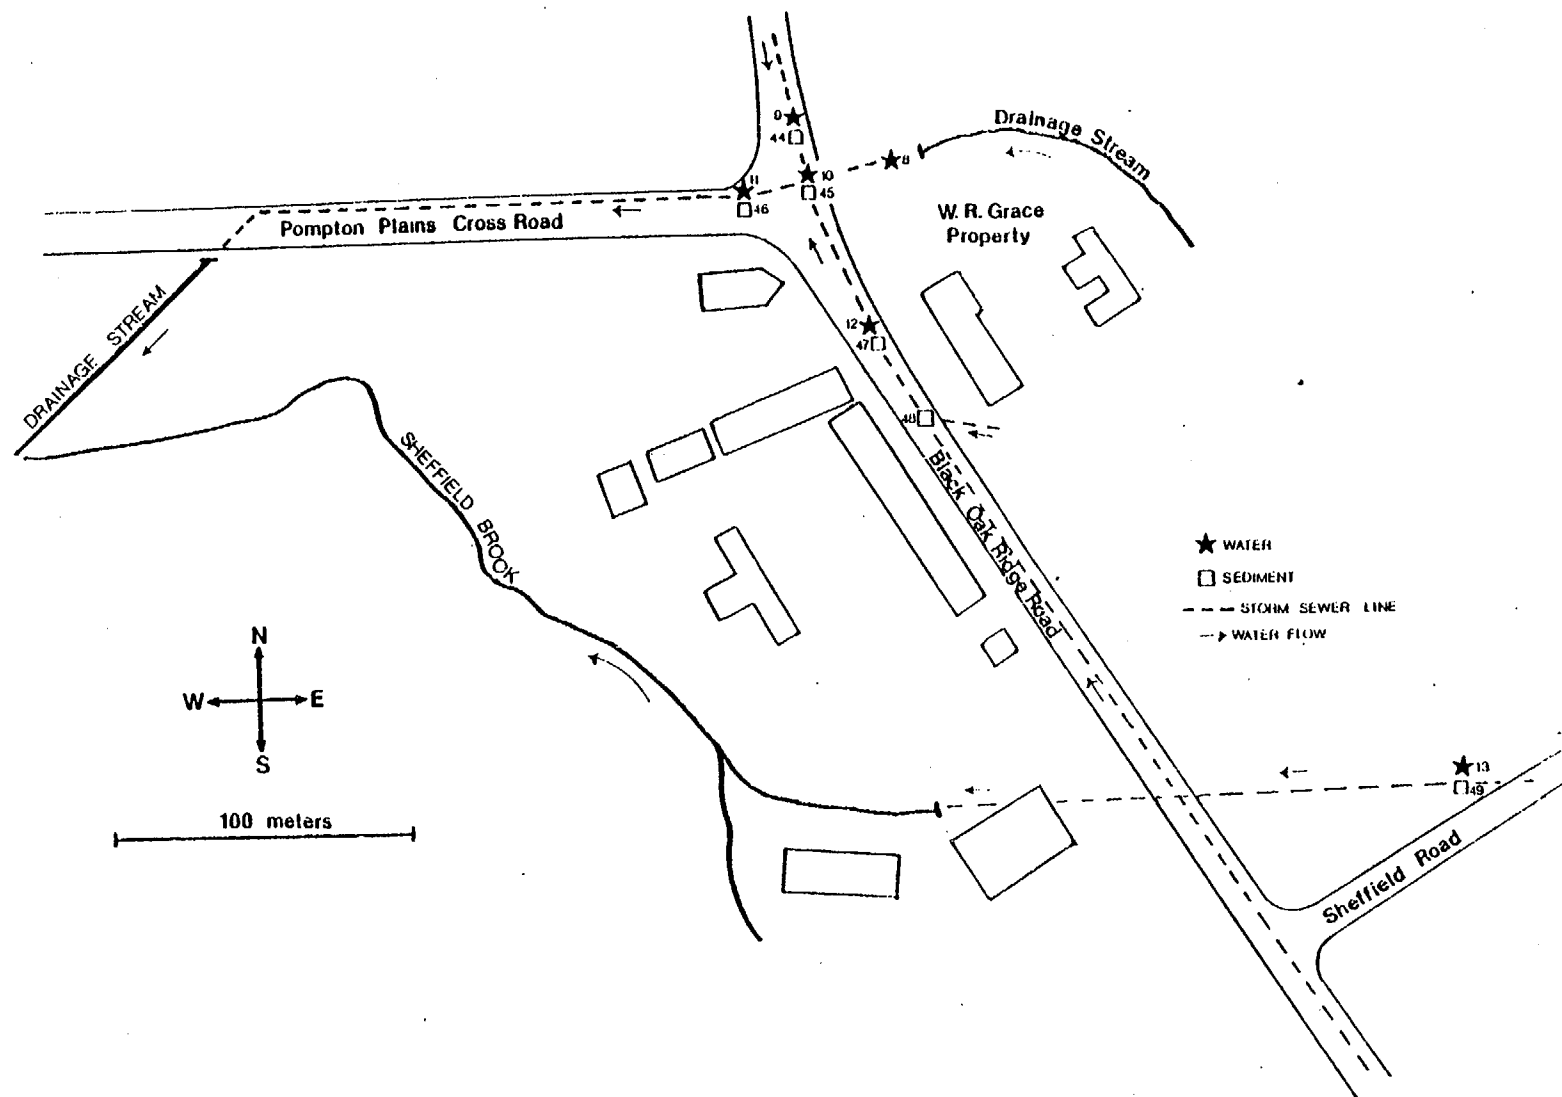 9
44
Drainage Stream
8
10
45
11
46
W. R. Grace
Property
Pompton Plains Cross Road
DRAINAGE STREAM
12
47
48
SHEFFIELD BROOK
Black Oak Ridge Road
WATER
SEDIMENT
STORM SEWER LINE
WATER FLOW
N
W E
S
100 meters
13
49
Sheffield Road